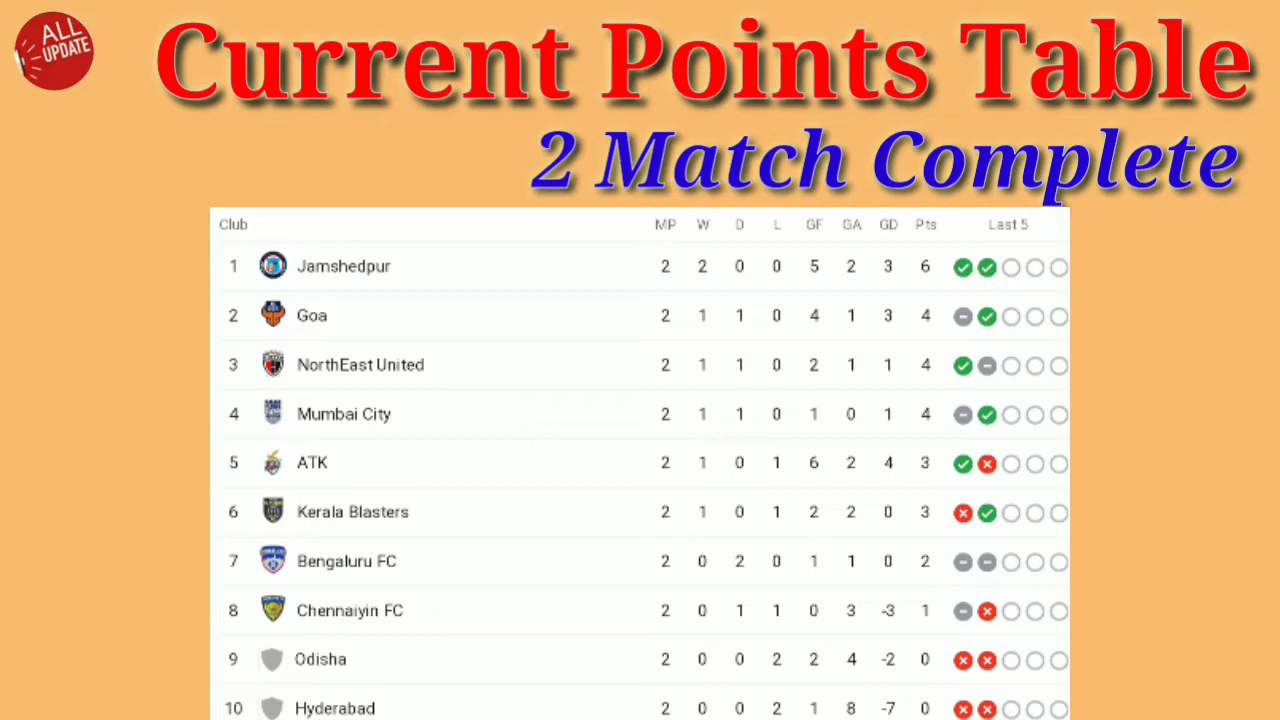 ALL
UPDATE
Current Points Table
2 Match Complete
Club MP W D L GF GA GD Pts Last 5
1 Jamshedpur 2 2 0 0 5 2 3 6
2 Goa 2 1 1 0 4 1 3 4
3 NorthEast United 2 1 1 0 2 1 1 4
4 Mumbai City 2 1 1 0 1 0 1 4
5 ATK 2 1 0 1 6 2 4 3
6 Kerala Blasters 2 1 0 1 2 2 0 3
7 Bengaluru FC 2 0 2 0 1 1 0 2
8 Chennaiyin FC 2 0 1 1 0 3 -3 1
9 Odisha 2 0 0 2 2 4 -2 0
10 Hyderabad 2 0 0 2 1 8 -7 0